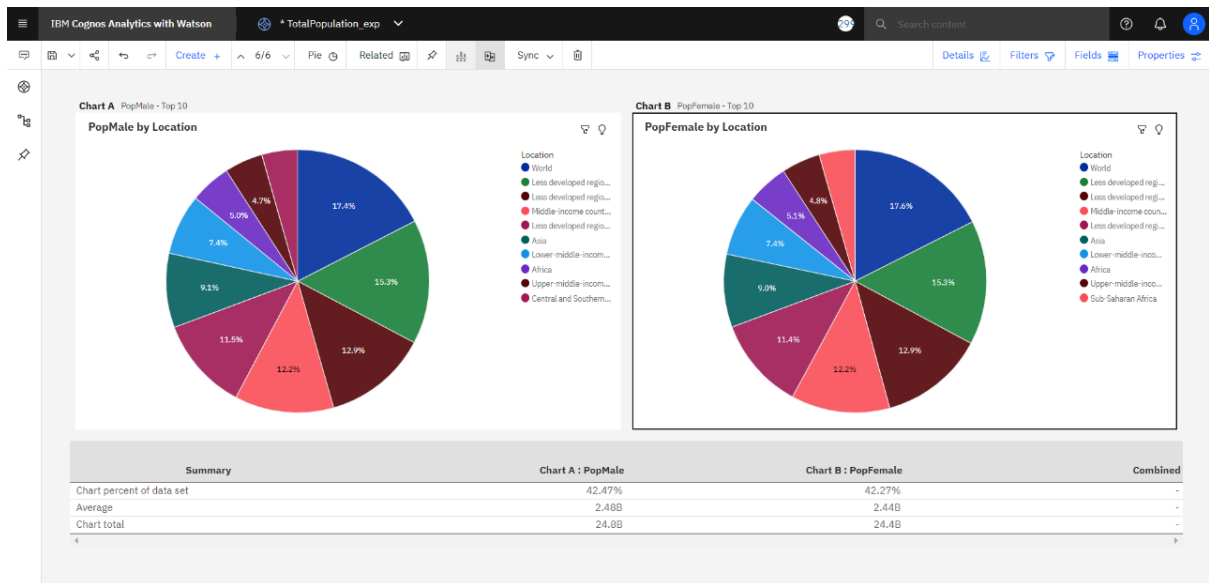 IBM Cognos Analytics with Watson
* TotalPopulation_exp
299
Search content
Create +
6/6
Pie
Related
Sync
Details
Filters
Fields
Properties
Chart A PopMale - Top 10
PopMale by Location
17.4%
15.3%
12.9%
12.2%
11.5%
9.1%
7.4%
5.0%
4.7%
Location
World
Less developed regio...
Less developed regio...
Middle-income count...
Less developed regio...
Asia
Lower-middle-incom...
Africa
Upper-middle-incom...
Central and Southern...
Chart B PopFemale - Top 10
PopFemale by Location
17.6%
15.3%
12.9%
12.2%
11.4%
9.0%
7.4%
5.1%
4.8%
Location
World
Less developed regi...
Less developed regi...
Middle-income coun...
Less developed regi...
Asia
Lower-middle-inco...
Africa
Upper-middle-inco...
Sub-Saharan Africa
Summary Chart A : PopMale Chart B : PopFemale Combined
Chart percent of data set 42.47% 42.27% -
Average 2.48B 2.44B -
Chart total 24.8B 24.4B -